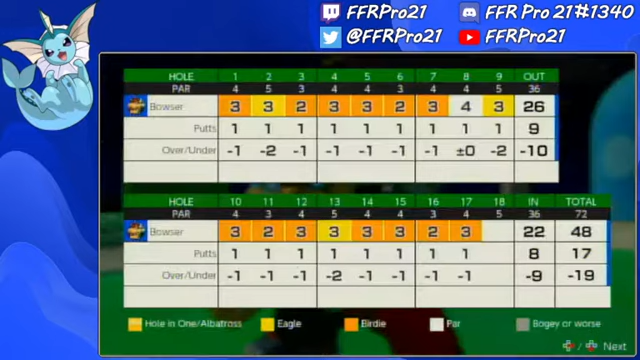 FFRPro21 FFR Pro 21#1340
@FFRPro21 FFRPro21
HOLE 1 2 3 4 5 6 7 8 9 OUT
PAR 4 5 3 4 4 3 4 4 5 36
Bowser 3 3 2 3 3 2 3 4 3 26
Putts 1 1 1 1 1 1 1 1 1 9
Over/Under -1 -2 -1 -1 -1 -1 -1 ±0 -2 -10
HOLE 10 11 12 13 14 15 16 17 18 IN TOTAL
PAR 4 3 4 5 4 4 3 4 5 36 72
Bowser 3 2 3 3 3 3 2 3 22 48
Putts 1 1 1 1 1 1 1 1 8 17
Over/Under -1 -1 -1 -2 -1 -1 -1 -1 -9 -19
Hole in One/Albatross Eagle Birdie Par Bogey or worse
/ Next